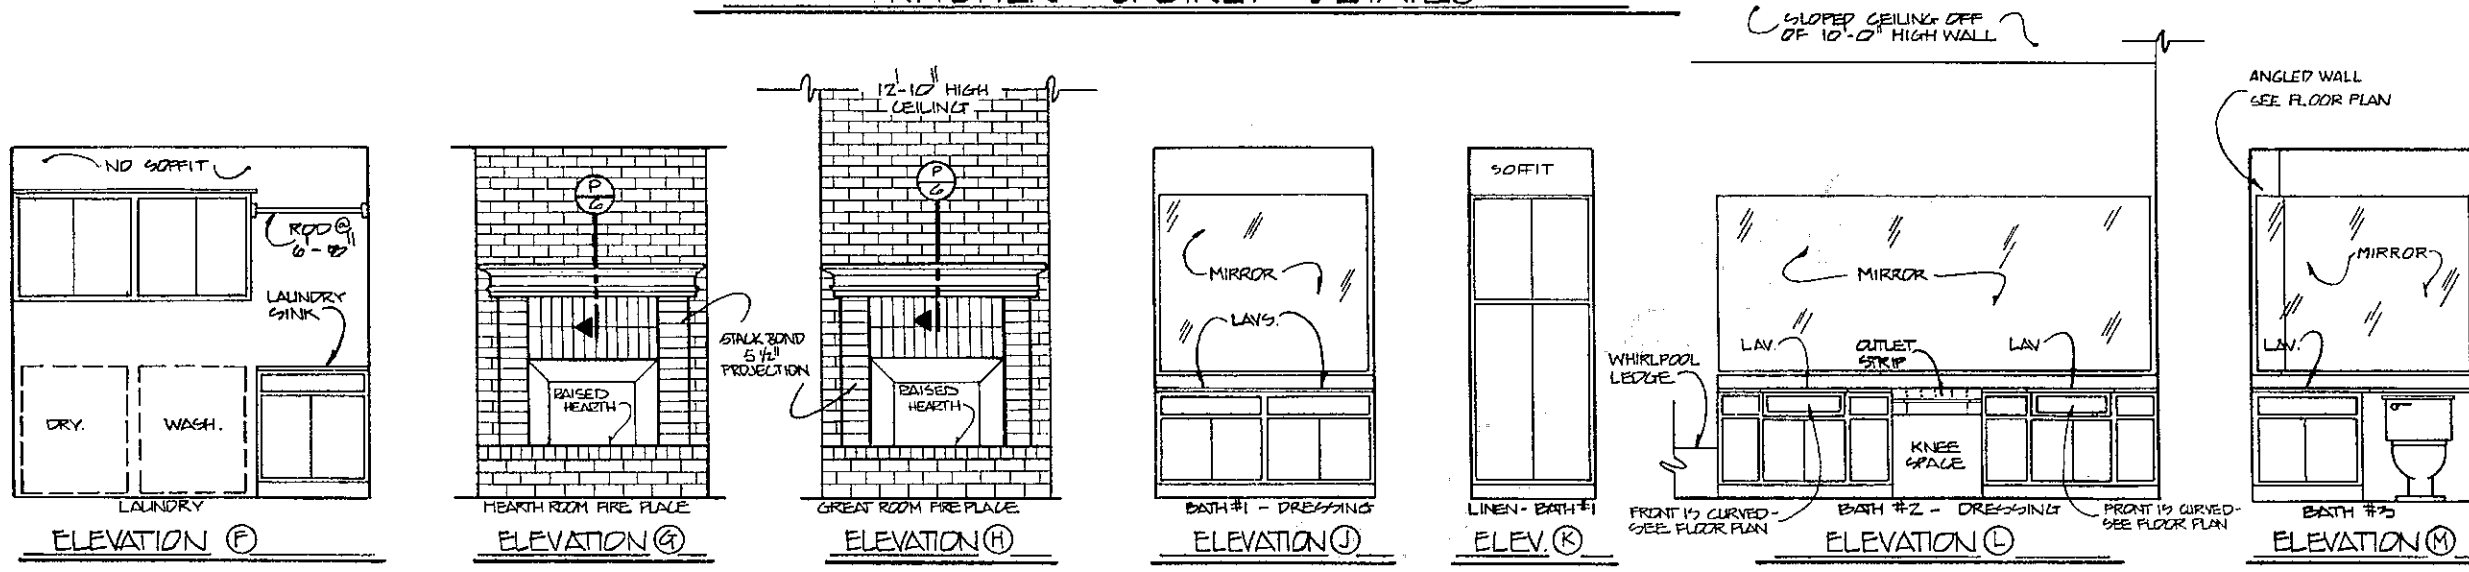 KITCHEN CABINET DETAILS
SLOPED CEILING OFF
OF 10'-0" HIGH WALL
12'-10" HIGH
CEILING
ANGLED WALL
SEE FLOOR PLAN
NO SOFFIT
ROD @
6'-8"
LAUNDRY
SINK
DRY.
WASH.
LAUNDRY
ELEVATION F
P
6
RAISED
HEARTH
HEARTH ROOM FIRE PLACE
ELEVATION G
STACK BOND
5 1/2"
PROJECTION
P
6
RAISED
HEARTH
GREAT ROOM FIREPLACE
ELEVATION H
MIRROR
LAVS.
BATH #1 - DRESSING
ELEVATION J
SOFFIT
LINEN - BATH #1
ELEV. K
MIRROR
WHIRLPOOL
LEDGE
LAV.
OUTLET
STRIP
LAV
KNEE
SPACE
FRONT IS CURVED-
SEE FLOOR PLAN
BATH #2 - DRESSING
FRONT IS CURVED-
SEE FLOOR PLAN
ELEVATION L
MIRROR
LAV.
BATH #3
ELEVATION M